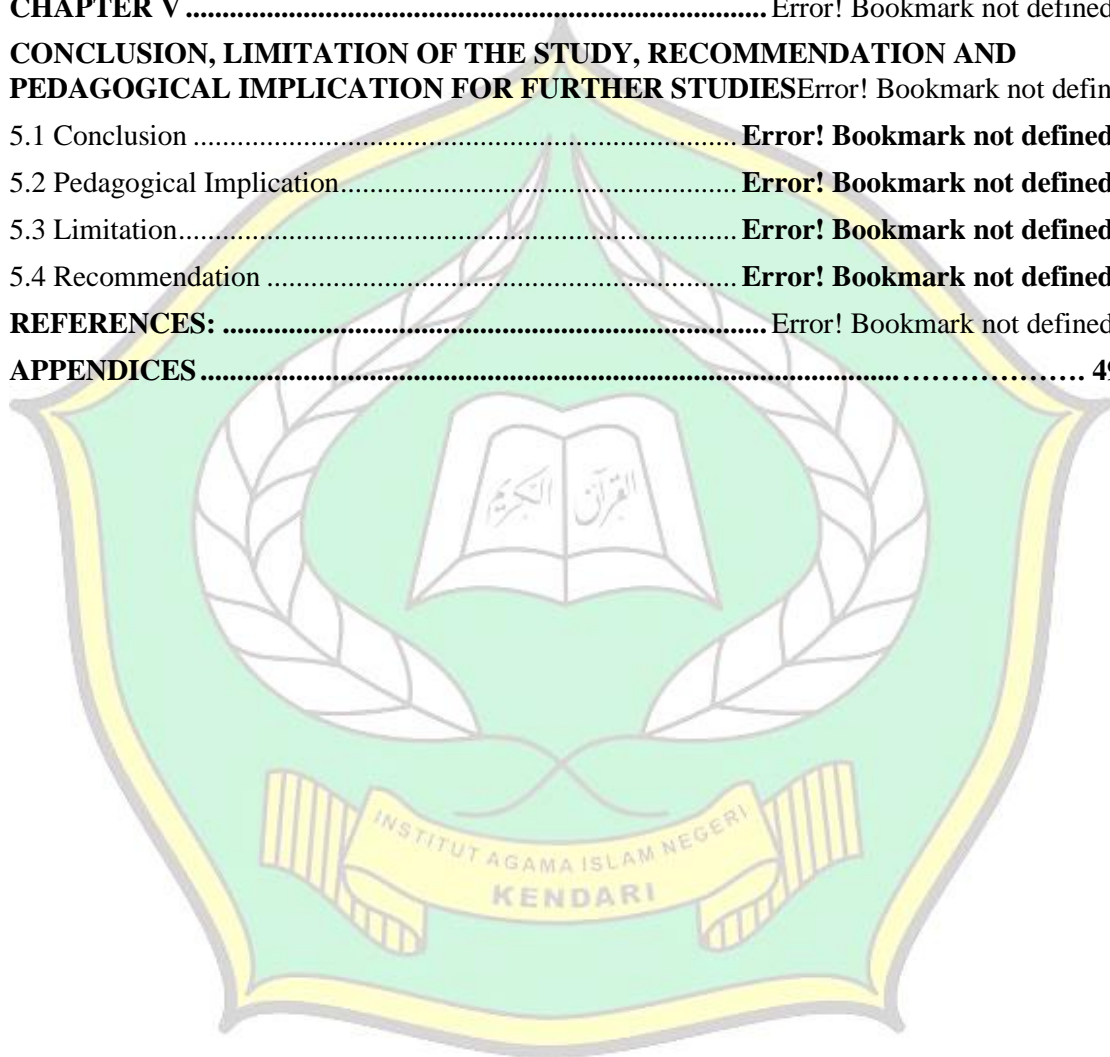 CHAPTER V ............................................................................... Error! Bookmark not defined
CONCLUSION, LIMITATION OF THE STUDY, RECOMMENDATION AND
PEDAGOGICAL IMPLICATION FOR FURTHER STUDIESError! Bookmark not defin
5.1 Conclusion .......................................................................... Error! Bookmark not defined
5.2 Pedagogical Implication...................................................... Error! Bookmark not defined
5.3 Limitation............................................................................ Error! Bookmark not defined
5.4 Recommendation ................................................................ Error! Bookmark not defined
REFERENCES: .......................................................................... Error! Bookmark not defined
APPENDICES ............................................................................................…………………. 49
القرآن الكريم
INSTITUT AGAMA ISLAM NEGERI
KENDARI